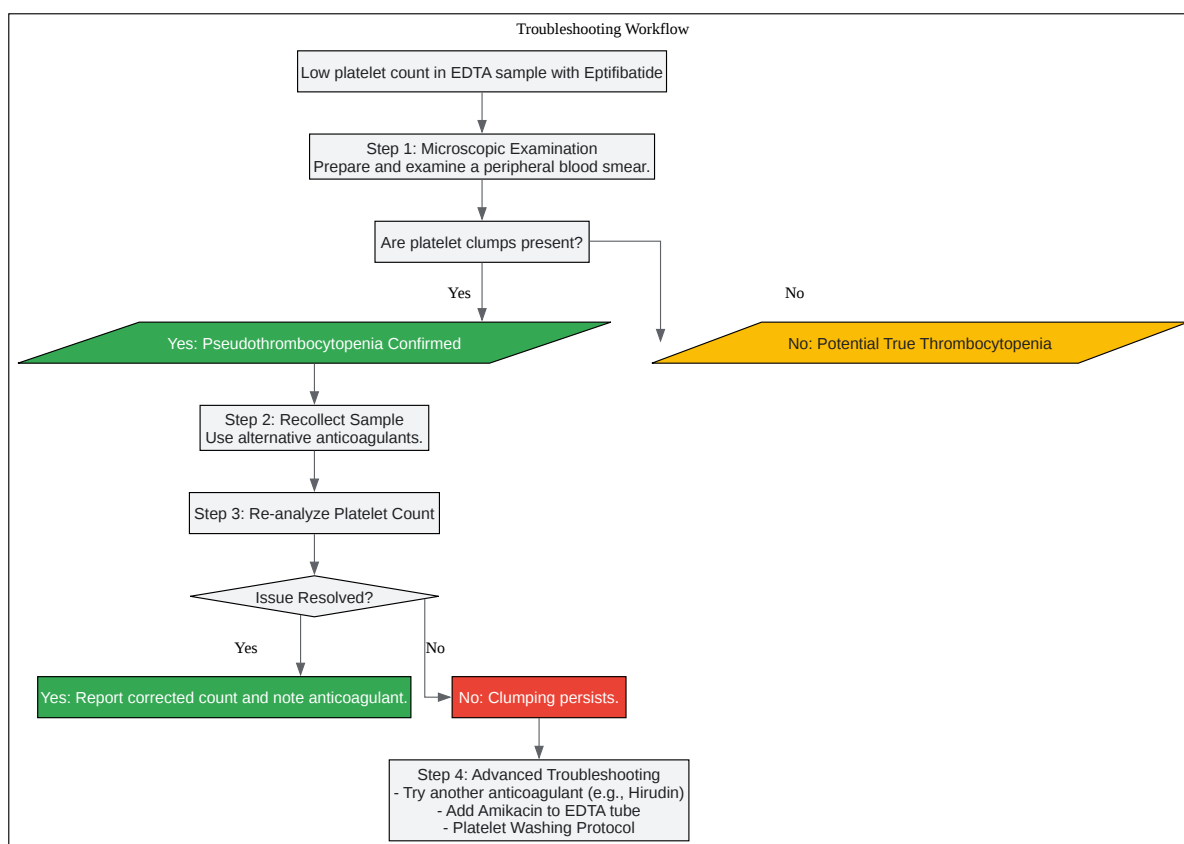 Troubleshooting Workflow
Low platelet count in EDTA sample with Eptifibatide
Step 1: Microscopic Examination
Prepare and examine a peripheral blood smear.
Are platelet clumps present?
Yes
No
Yes: Pseudothrombocytopenia Confirmed
No: Potential True Thrombocytopenia
Step 2: Recollect Sample
Use alternative anticoagulants.
Step 3: Re-analyze Platelet Count
Issue Resolved?
Yes
No
Yes: Report corrected count and note anticoagulant.
No: Clumping persists.
Step 4: Advanced Troubleshooting
- Try another anticoagulant (e.g., Hirudin)
- Add Amikacin to EDTA tube
- Platelet Washing Protocol